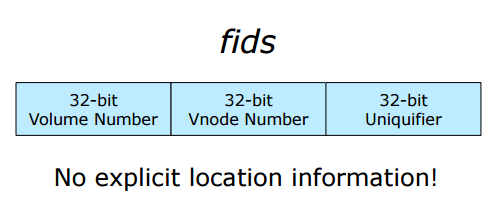 fids
32-bit
Volume Number
32-bit
Vnode Number
32-bit
Uniquifier
No explicit location information!